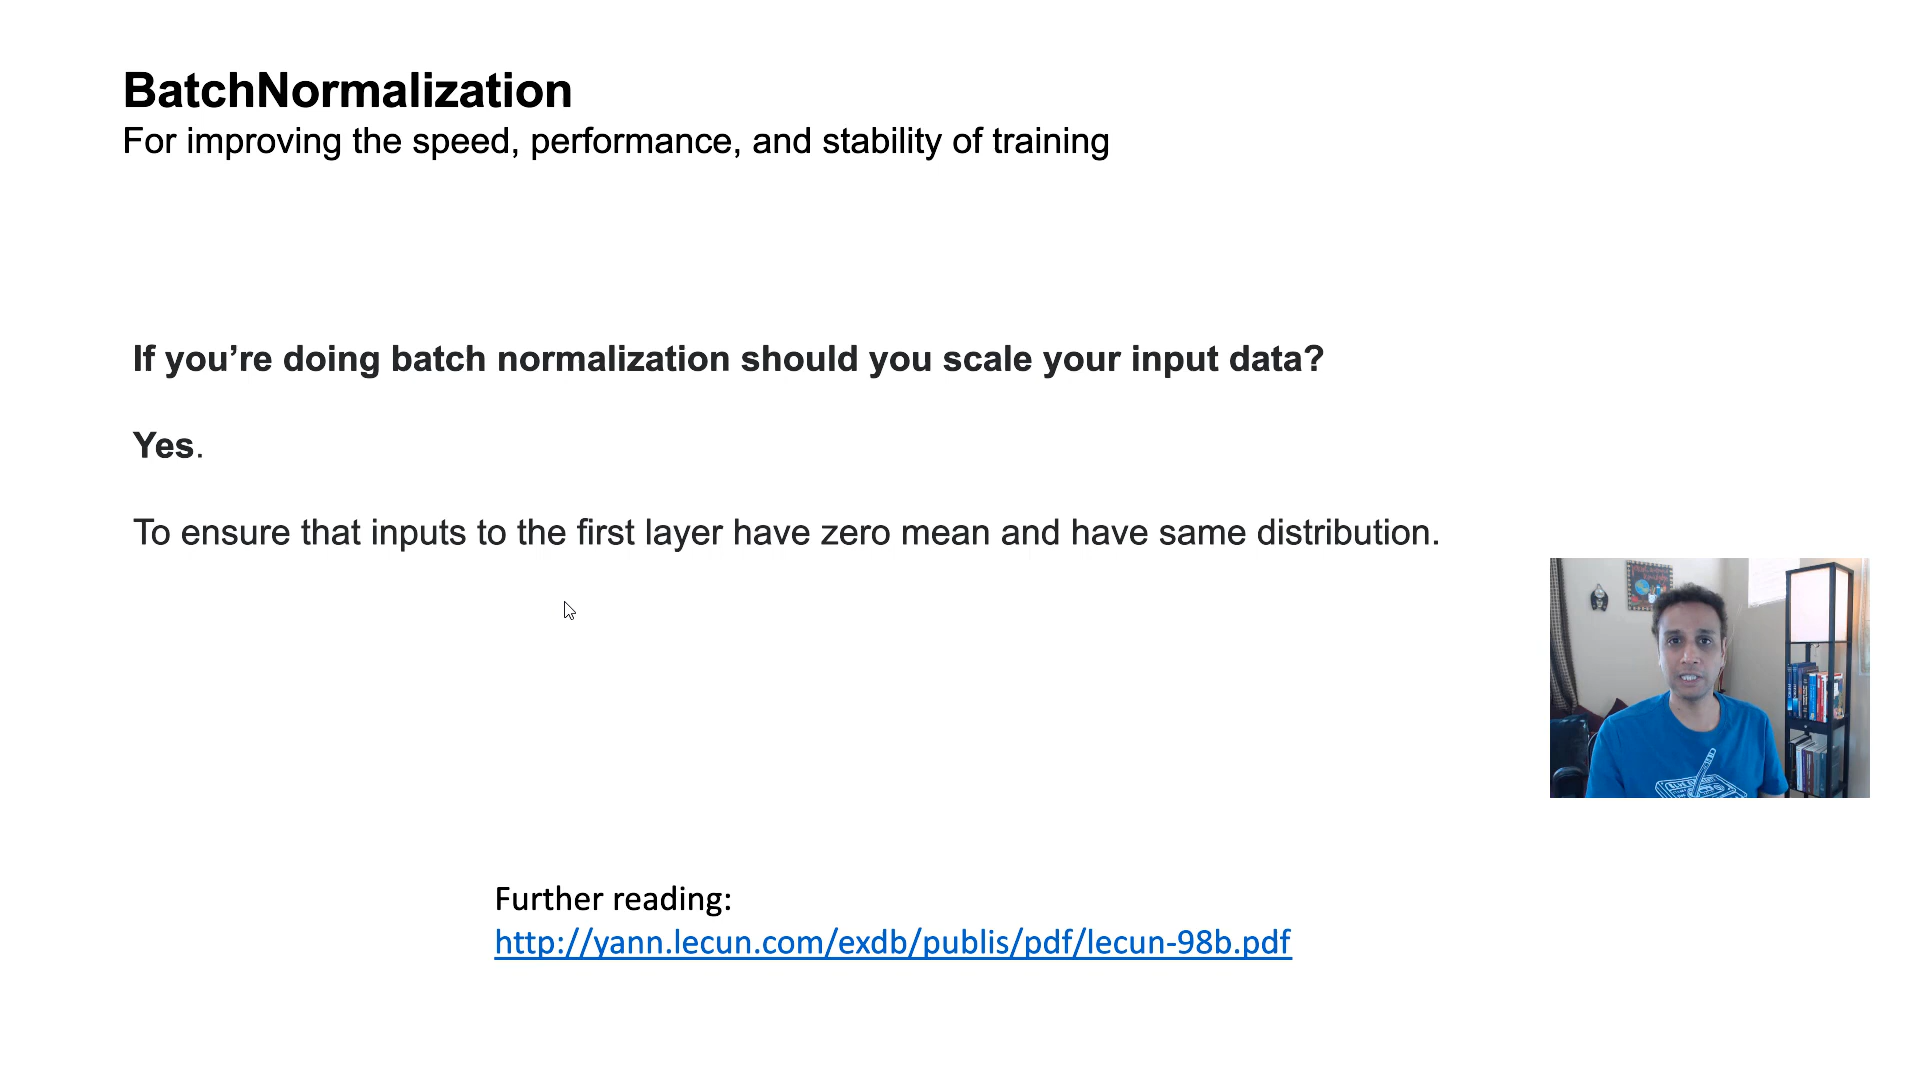 BatchNormalization
For improving the speed, performance, and stability of training
If you’re doing batch normalization should you scale your input data?
Yes.
To ensure that inputs to the first layer have zero mean and have same distribution.
Further reading:
http://yann.lecun.com/exdb/publis/pdf/lecun-98b.pdf